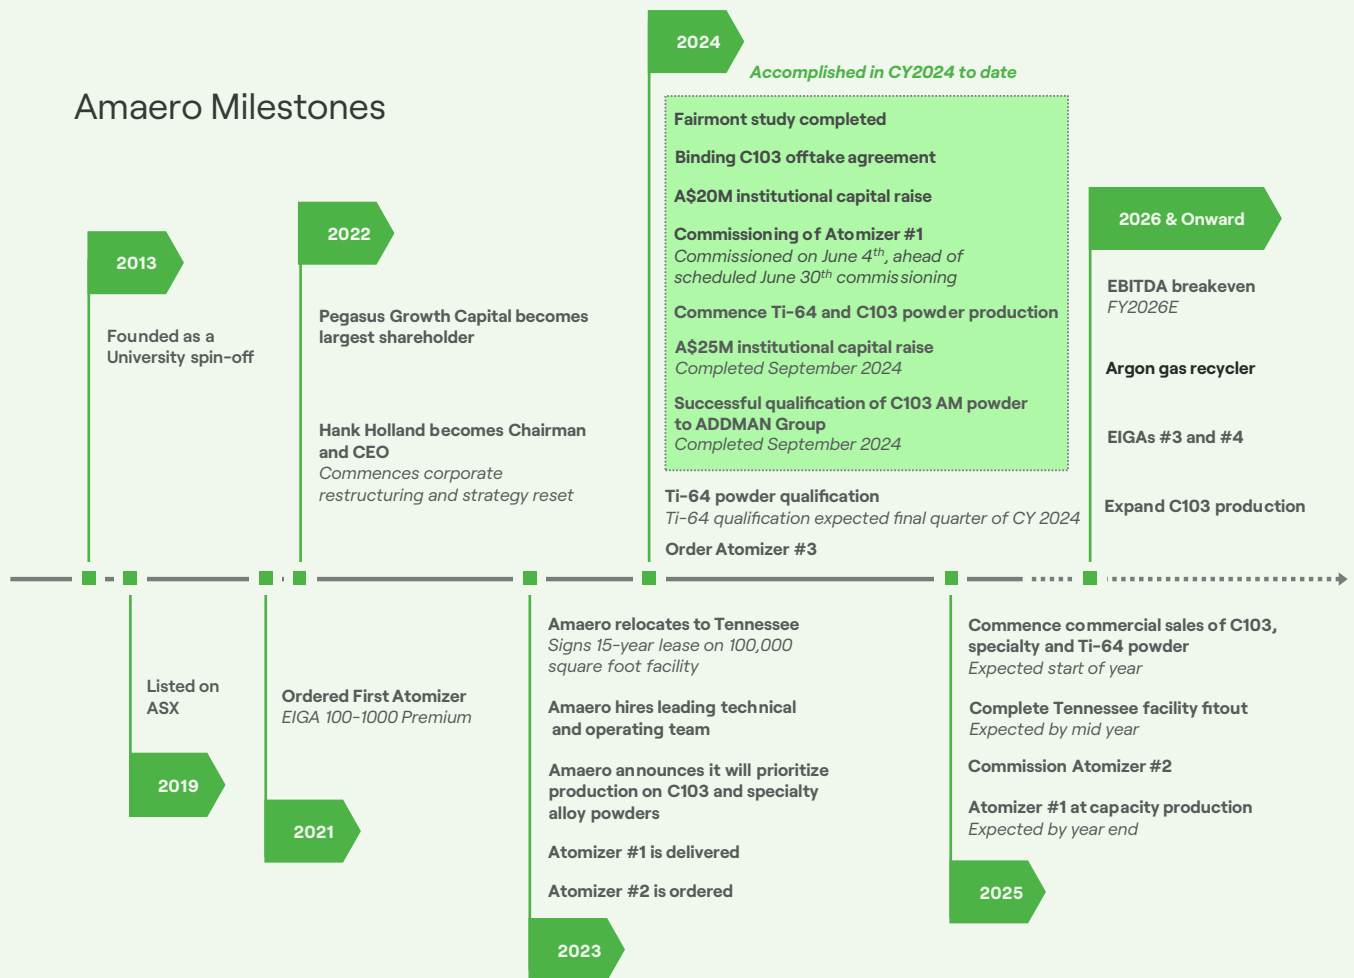 Amaero Milestones
2013
Founded as a
University spin-off
2019
Listed on
ASX
2021
Ordered First Atomizer
EIGA 100-1000 Premium
2022
Pegasus Growth Capital becomes
largest shareholder
Hank Holland becomes Chairman
and CEO
Commences corporate
restructuring and strategy reset
Amaero relocates to Tennessee
Signs 15-year lease on 100,000
square foot facility
Amaero hires leading technical
and operating team
Amaero announces it will prioritize
production on C103 and specialty
alloy powders
Atomizer #1 is delivered
Atomizer #2 is ordered
2023
2024
Accomplished in CY2024 to date
Fairmont study completed
Binding C103 offtake agreement
A$20M institutional capital raise
Commissioning of Atomizer #1
Commissioned on June 4th, ahead of
scheduled June 30th commissioning
Commence Ti-64 and C103 powder production
A$25M institutional capital raise
Completed September 2024
Successful qualification of C103 AM powder
to ADDMAN Group
Completed September 2024
Ti-64 powder qualification
Ti-64 qualification expected final quarter of CY 2024
Order Atomizer #3
Commence commercial sales of C103,
specialty and Ti-64 powder
Expected start of year
Complete Tennessee facility fitout
Expected by mid year
Commission Atomizer #2
Atomizer #1 at capacity production
Expected by year end
2025
2026 & Onward
EBITDA breakeven
FY2026E
Argon gas recycler
EIGAs #3 and #4
Expand C103 production